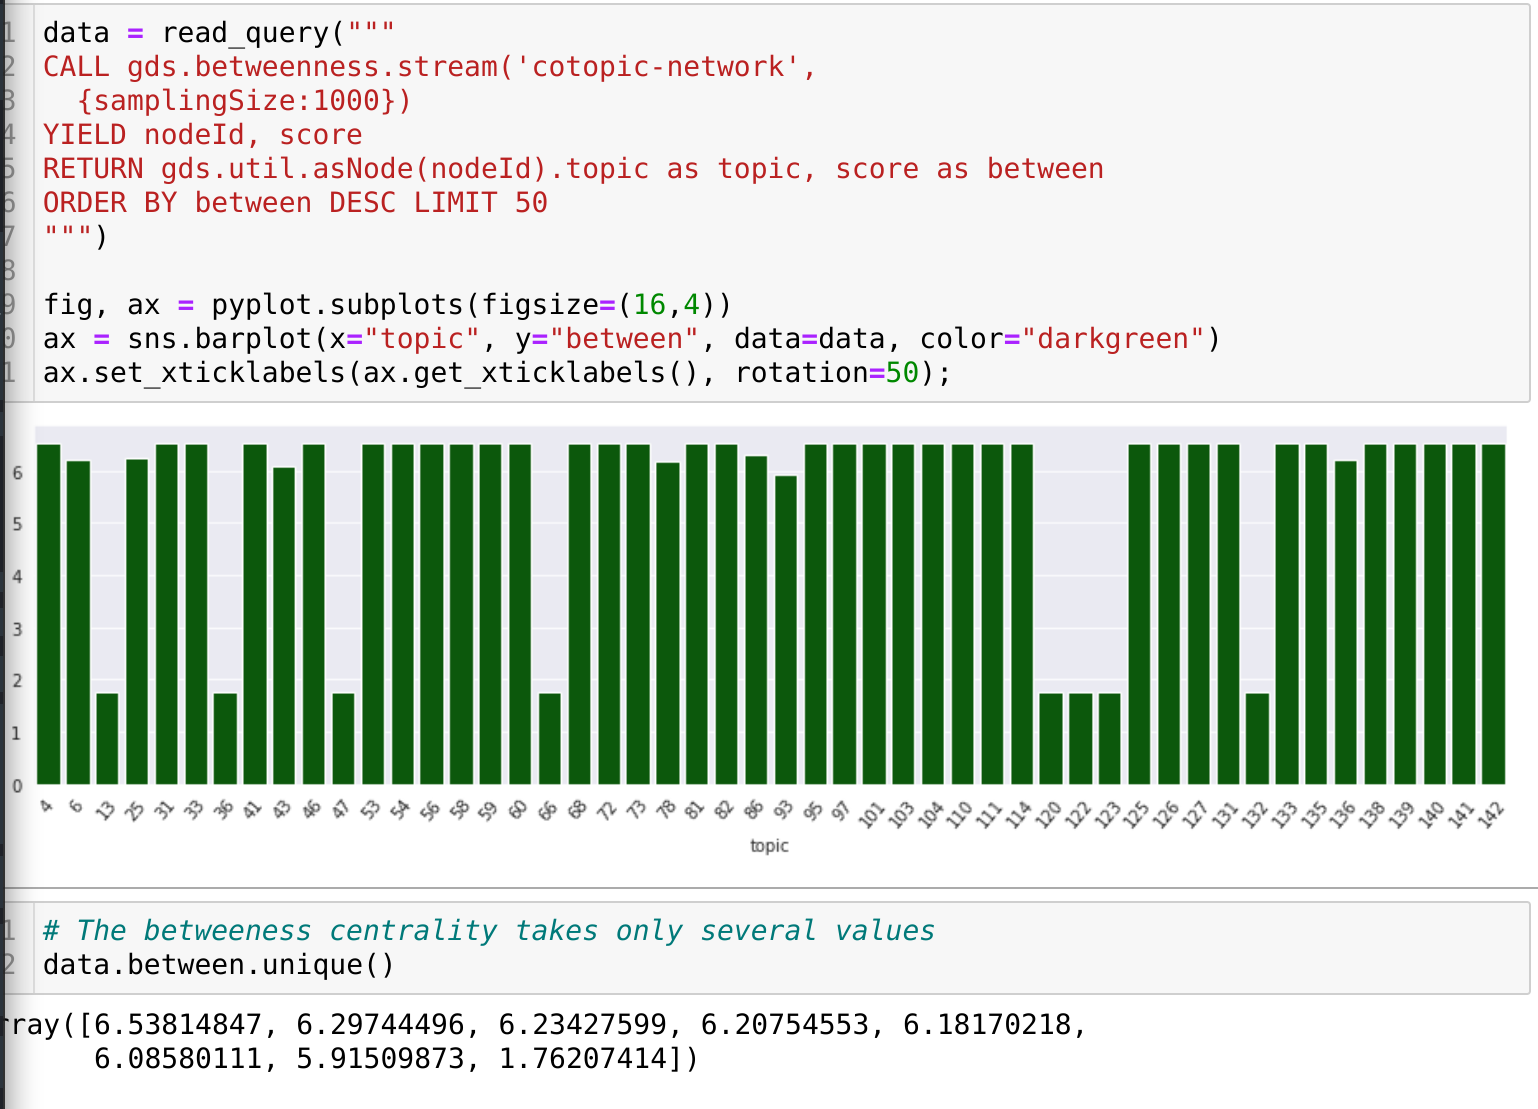 1 data = read_query("""
2 CALL gds.betweenness.stream('cotopic-network',
3 {samplingSize:1000})
4 YIELD nodeId, score
5 RETURN gds.util.asNode(nodeId).topic as topic, score as between
6 ORDER BY between DESC LIMIT 50
7 """)
8
9 fig, ax = pyplot.subplots(figsize=(16,4))
0 ax = sns.barplot(x="topic", y="between", data=data, color="darkgreen")
1 ax.set_xticklabels(ax.get_xticklabels(), rotation=50);
6
5
4
3
2
1
0
4 6 13 25 31 33 36 41 43 46 47 53 54 56 58 59 60 66 68 72 73 78 81 82 86 93 95 97 101 103 104 110 111 114 120 122 123 125 126 127 131 132 133 135 136 138 139 140 141 142
topic
1 # The betweeness centrality takes only several values
2 data.between.unique()
rray([6.53814847, 6.29744496, 6.23427599, 6.20754553, 6.18170218,
6.08580111, 5.91509873, 1.76207414])